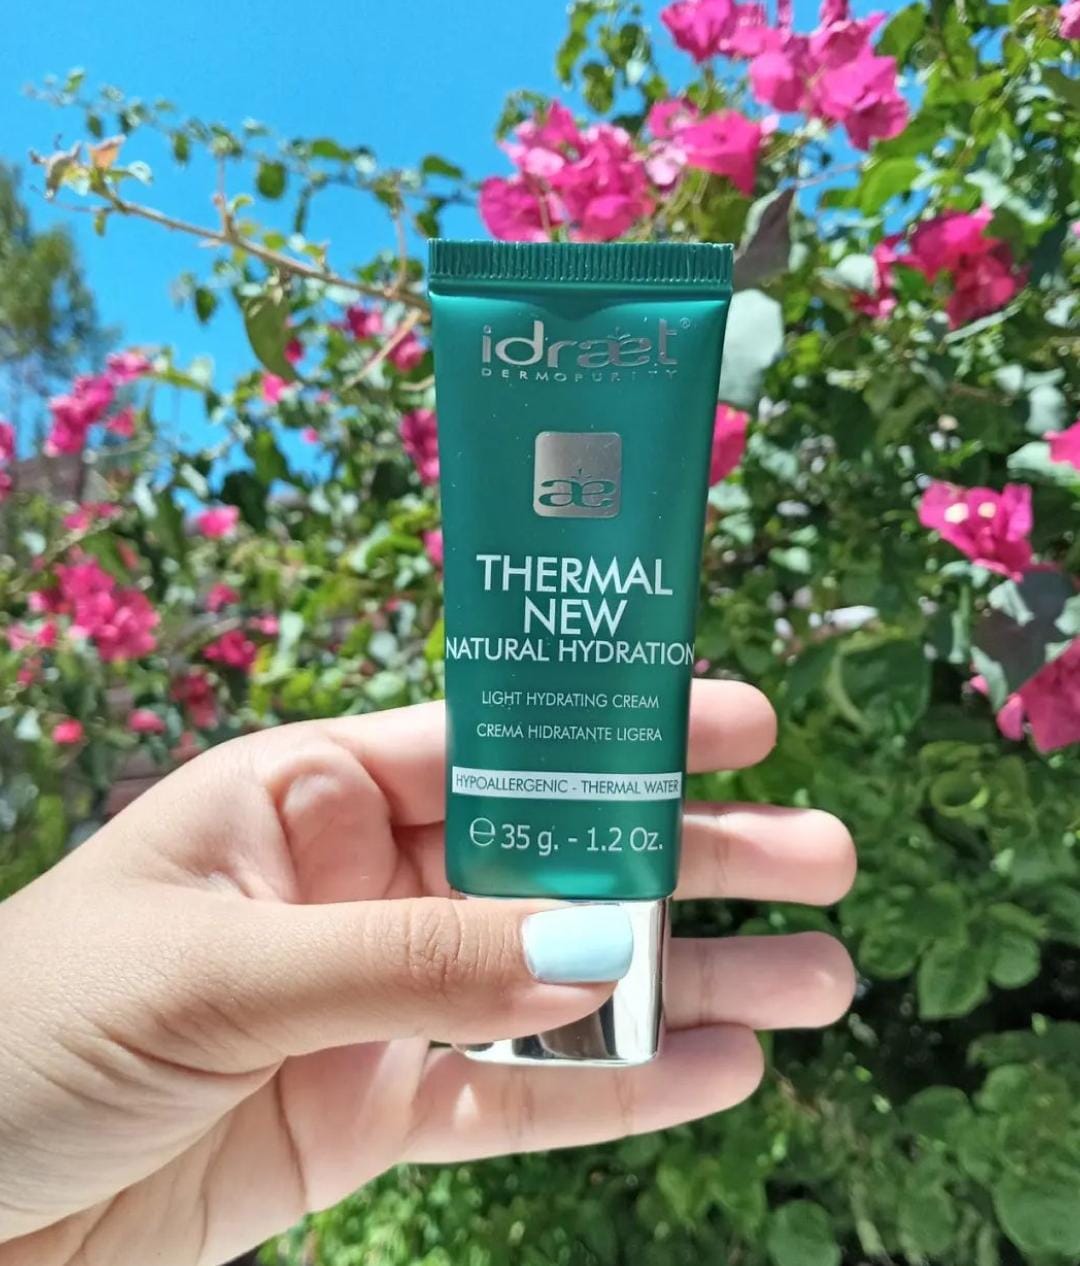 idraet®
DERMOPURITY
ae
THERMAL
NEW
NATURAL HYDRATION
LIGHT HYDRATING CREAM
CREMA HIDRATANTE LIGERA
HYPOALLERGENIC - THERMAL WATER
℮ 35 g. - 1.2 Oz.